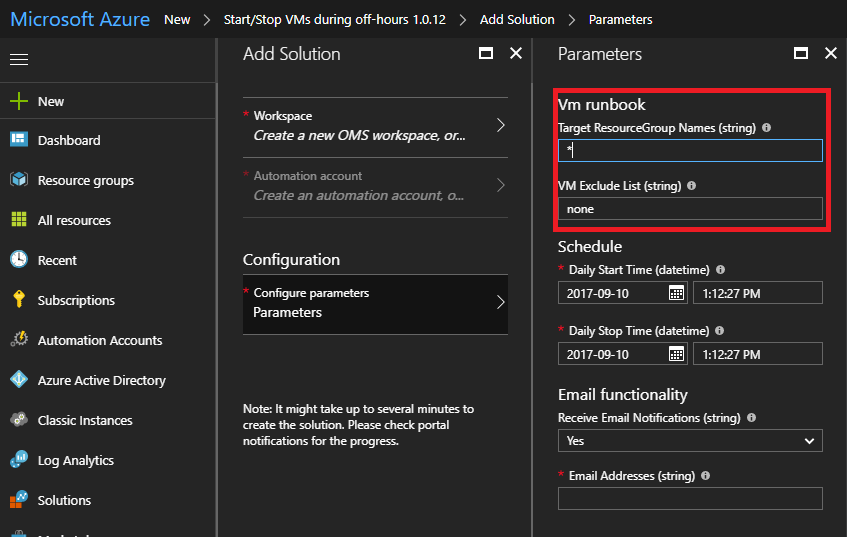 Microsoft Azure New > Start/Stop VMs during off-hours 1.0.12 > Add Solution > Parameters
New
Dashboard
Resource groups
All resources
Recent
Subscriptions
Automation Accounts
Azure Active Directory
Classic Instances
Log Analytics
Solutions
Add Solution
* Workspace
Create a new OMS workspace, or...
* Automation account
Create an automation account, o...
Configuration
* Configure parameters
Parameters
Note: It might take up to several minutes to
create the solution. Please check portal
notifications for the progress.
Parameters
Vm runbook
Target ResourceGroup Names (string)
*
VM Exclude List (string)
none
Schedule
* Daily Start Time (datetime)
2017-09-10 1:12:27 PM
* Daily Stop Time (datetime)
2017-09-10 1:12:27 PM
Email functionality
Receive Email Notifications (string)
Yes
* Email Addresses (string)